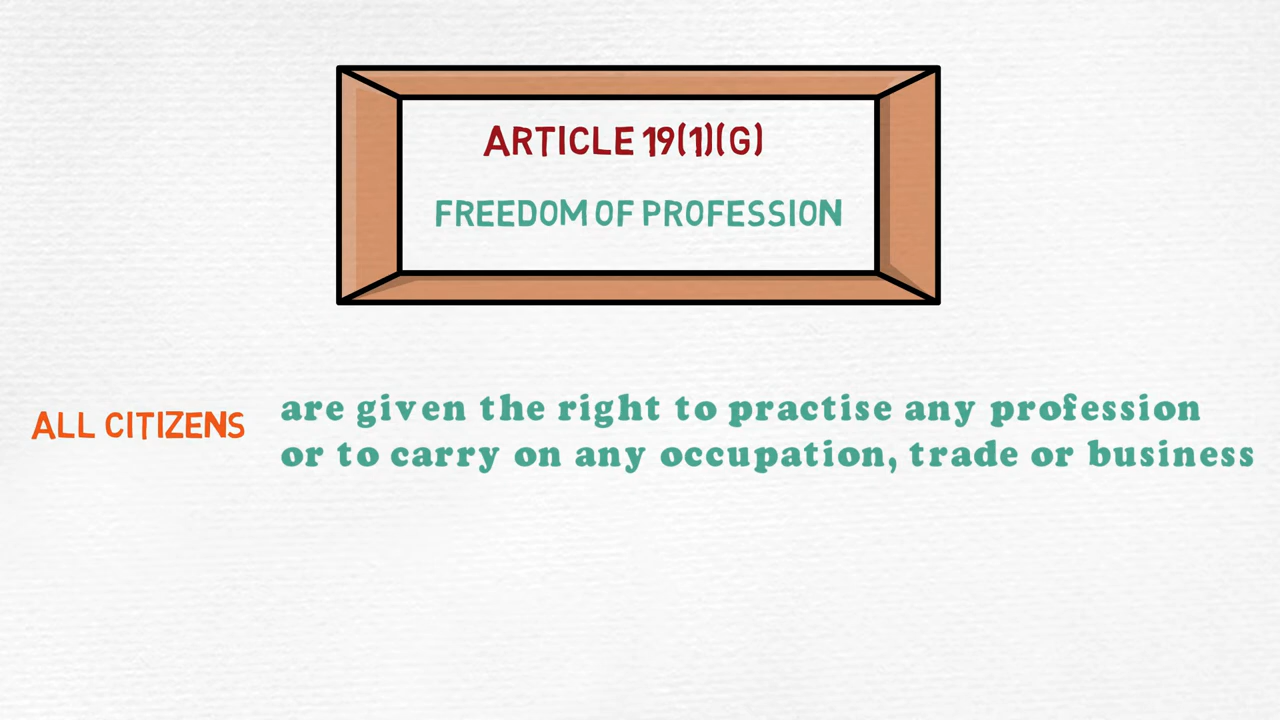 ARTICLE 19(1)(G)
FREEDOM OF PROFESSION
ALL CITIZENS
are given the right to practise any profession
or to carry on any occupation, trade or business